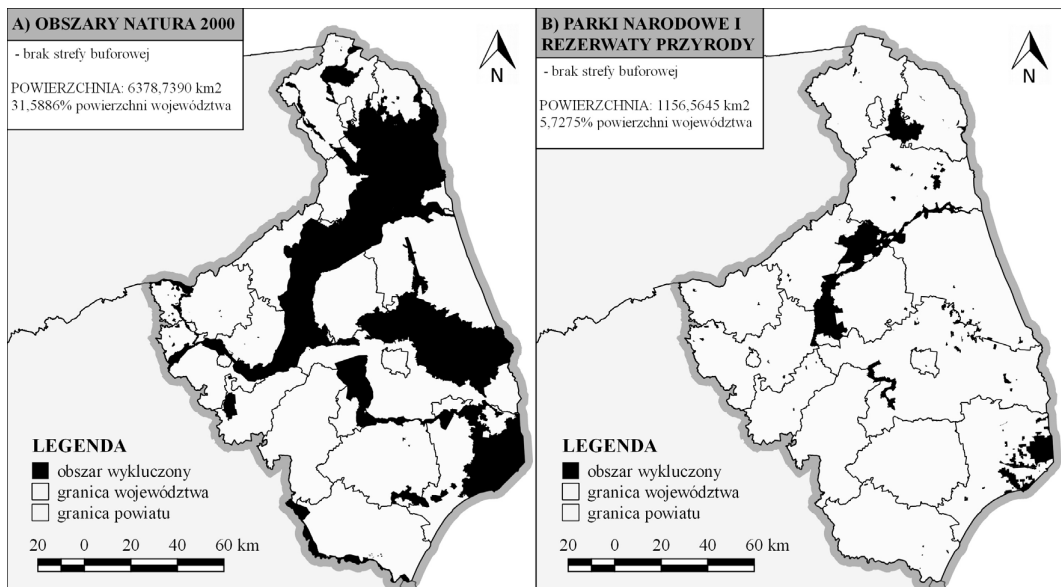 A) OBSZARY NATURA 2000
- brak strefy buforowej
POWIERZCHNIA: 6378,7390 km2
31,5886% powierzchni województwa
N
LEGENDA
obszar wykluczony
granica województwa
granica powiatu
20 0 20 40 60 km
B) PARKI NARODOWE I
REZERWATY PRZYRODY
- brak strefy buforowej
POWIERZCHNIA: 1156,5645 km2
5,7275% powierzchni województwa
N
LEGENDA
obszar wykluczony
granica województwa
granica powiatu
20 0 20 40 60 km